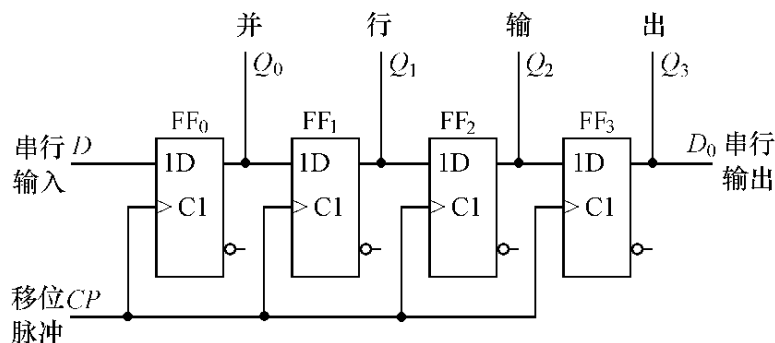 并 行 输 出
Q₀ Q₁ Q₂ Q₃
FF₀ FF₁ FF₂ FF₃
串行 D 1D 1D 1D 1D D₀ 串行
输入 C1 C1 C1 C1 输出
移位 CP
脉冲